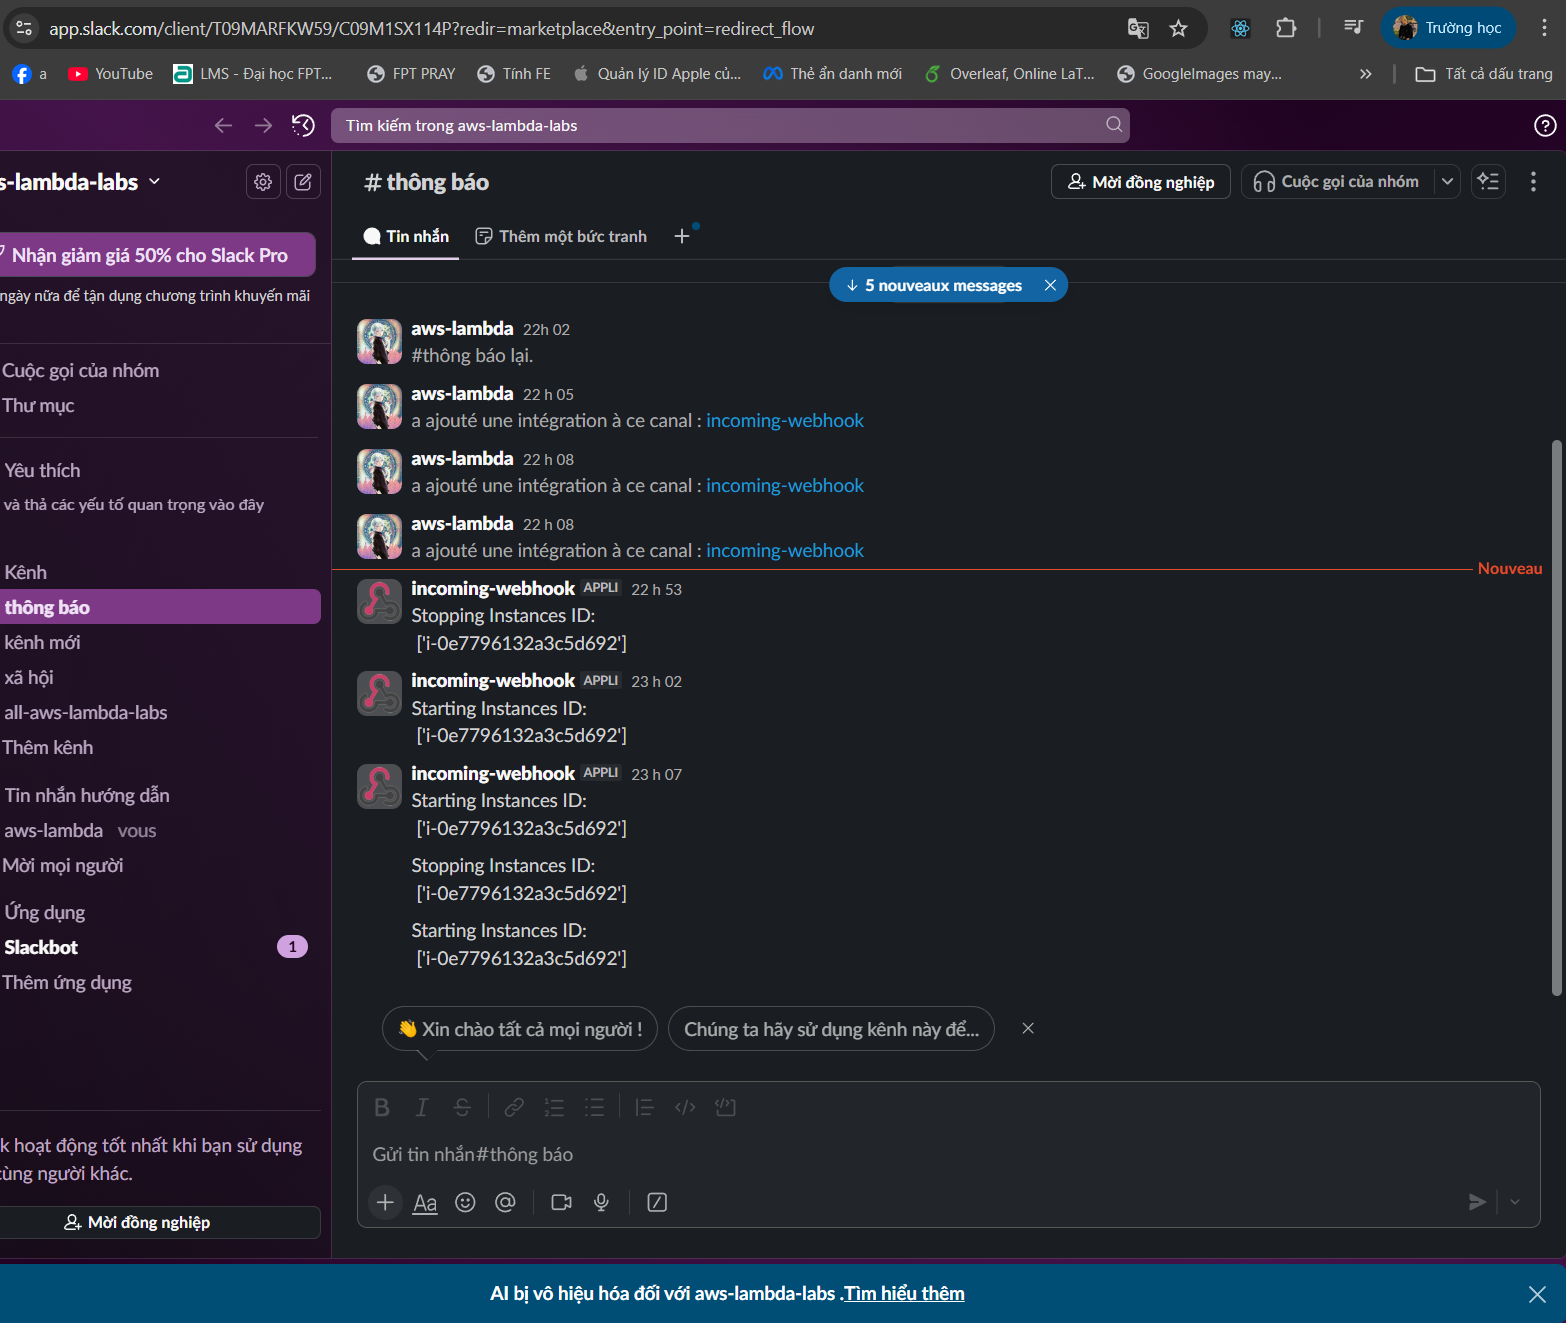 app.slack.com/client/T09MARFKW59/C09M1SX114P?redir=marketplace&entry_point=redirect_flow
Trường học
a
YouTube
LMS - Đại học FPT...
FPT PRAY
Tính FE
Quản lý ID Apple củ...
Thẻ ẩn danh mới
Overleaf, Online LaT...
GoogleImages may...
Tất cả dấu trang
Tìm kiếm trong aws-lambda-labs
s-lambda-labs
Nhận giảm giá 50% cho Slack Pro
ngày nữa để tận dụng chương trình khuyến mãi
Cuộc gọi của nhóm
Thư mục
Yêu thích
và thả các yếu tố quan trọng vào đây
Kênh
thông báo
kênh mới
xã hội
all-aws-lambda-labs
Thêm kênh
Tin nhắn hướng dẫn
aws-lambda vous
Mời mọi người
Ứng dụng
Slackbot 1
Thêm ứng dụng
k hoạt động tốt nhất khi bạn sử dụng
cùng người khác.
Mời đồng nghiệp
# thông báo
Mời đồng nghiệp
Cuộc gọi của nhóm
Tin nhắn
Thêm một bức tranh
5 nouveaux messages
aws-lambda 22h 02
#thông báo lại.
aws-lambda 22 h 05
a ajouté une intégration à ce canal : incoming-webhook
aws-lambda 22 h 08
a ajouté une intégration à ce canal : incoming-webhook
aws-lambda 22 h 08
a ajouté une intégration à ce canal : incoming-webhook
Nouveau
incoming-webhook APPLI 22 h 53
Stopping Instances ID:
['i-0e7796132a3c5d692']
incoming-webhook APPLI 23 h 02
Starting Instances ID:
['i-0e7796132a3c5d692']
incoming-webhook APPLI 23 h 07
Starting Instances ID:
['i-0e7796132a3c5d692']
Stopping Instances ID:
['i-0e7796132a3c5d692']
Starting Instances ID:
['i-0e7796132a3c5d692']
👋 Xin chào tất cả mọi người !
Chúng ta hãy sử dụng kênh này để...
Gửi tin nhắn#thông báo
Aa
AI bị vô hiệu hóa đối với aws-lambda-labs .Tìm hiểu thêm